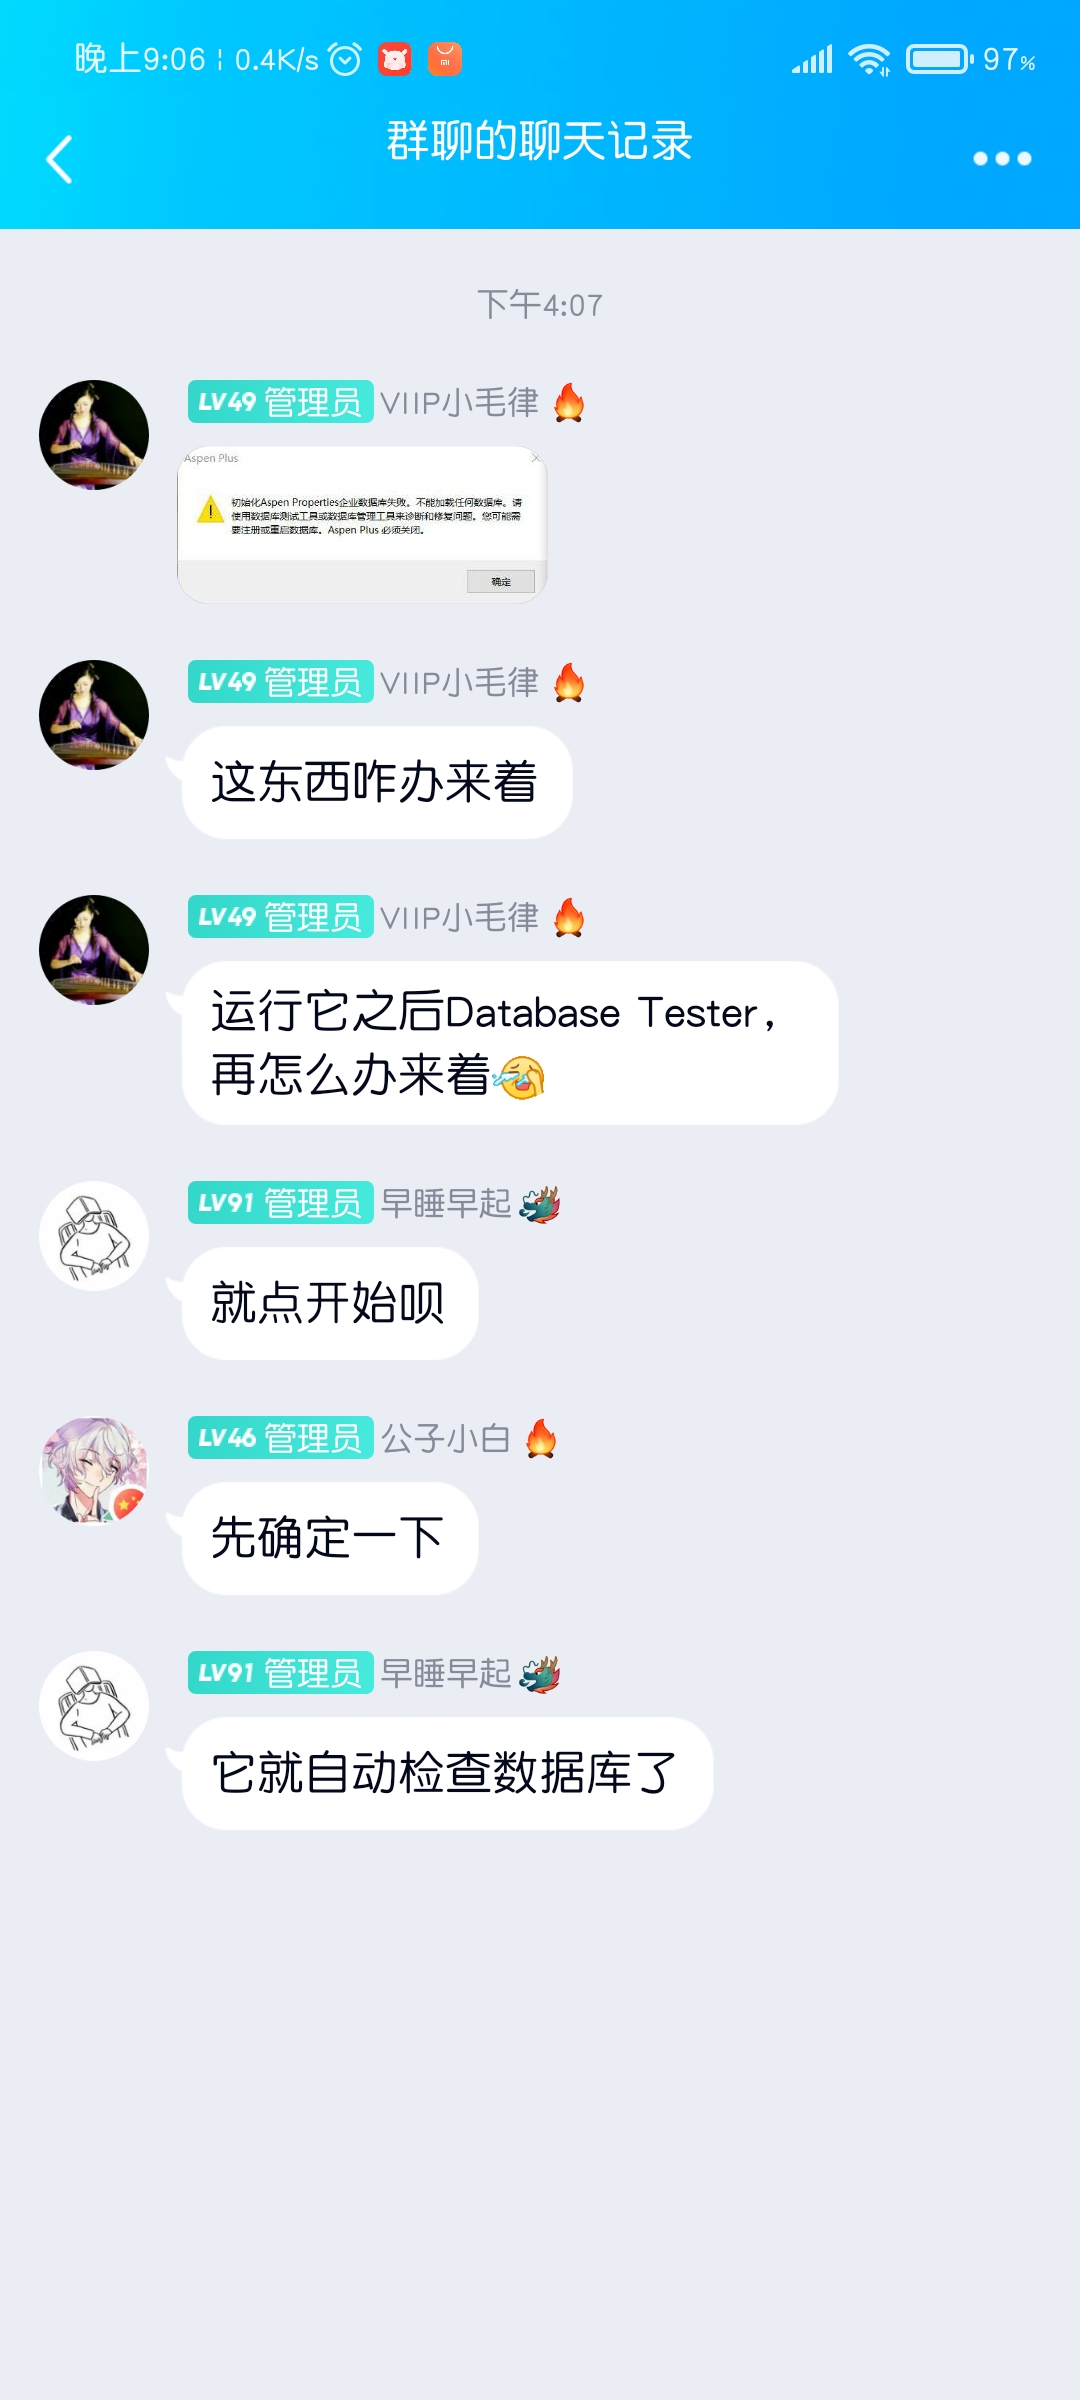 晚上9:06 | 0.4K/s
97%
群聊的聊天记录
下午4:07
LV49 管理员 VIIP小毛律
Aspen Plus
初始化Aspen Properties企业数据库失败。不能加载任何数据库。请
使用数据库测试工具或数据库管理工具来诊断和修复问题。您可能需
要注册或重启数据库。Aspen Plus 必须关闭。
确定
LV49 管理员 VIIP小毛律
这东西咋办来着
LV49 管理员 VIIP小毛律
运行它之后Database Tester，
再怎么办来着
LV91 管理员 早睡早起
就点开始呗
LV46 管理员 公子小白
先确定一下
LV91 管理员 早睡早起
它就自动检查数据库了